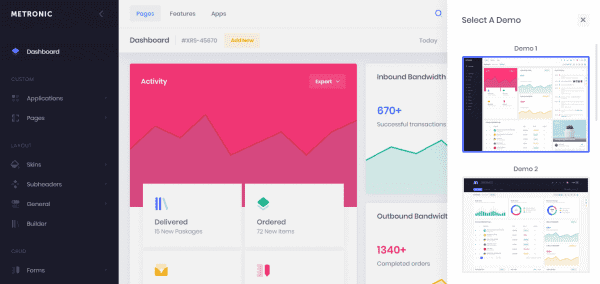 METRONIC
Dashboard
CUSTOM
Applications
Pages
LAYOUT
Skins
Subheaders
General
Builder
CRUD
Forms
Pages
Features
Apps
Dashboard
#XRS-45670
Add New
Today
Activity
Export
Delivered
15 New Packages
Ordered
72 New Items
Inbound Bandwidth
670+
Successful transactions
Outbound Bandwidth
1340+
Completed orders
Select A Demo
Demo 1
Demo 2